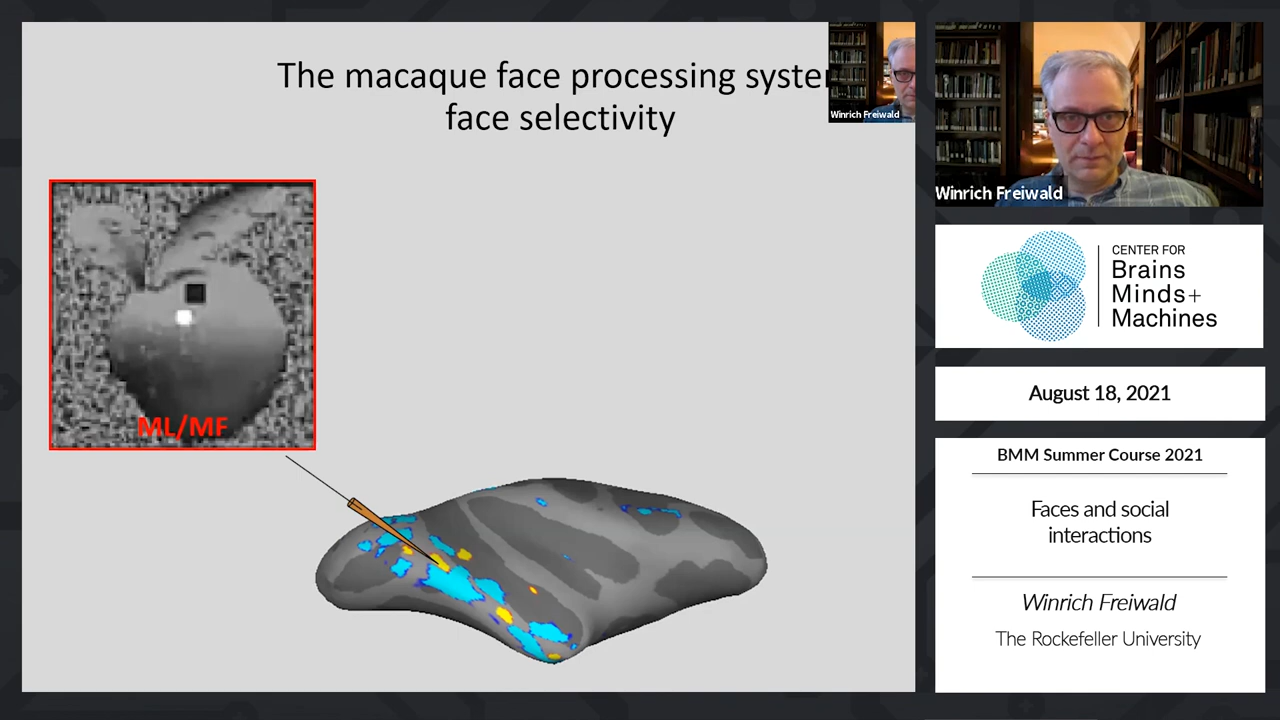 The macaque face processing syste
face selectivity
Winrich Freiwald
ML/MF
Winrich Freiwald
CENTER FOR
Brains
Minds+
Machines
August 18, 2021
BMM Summer Course 2021
Faces and social
interactions
Winrich Freiwald
The Rockefeller University